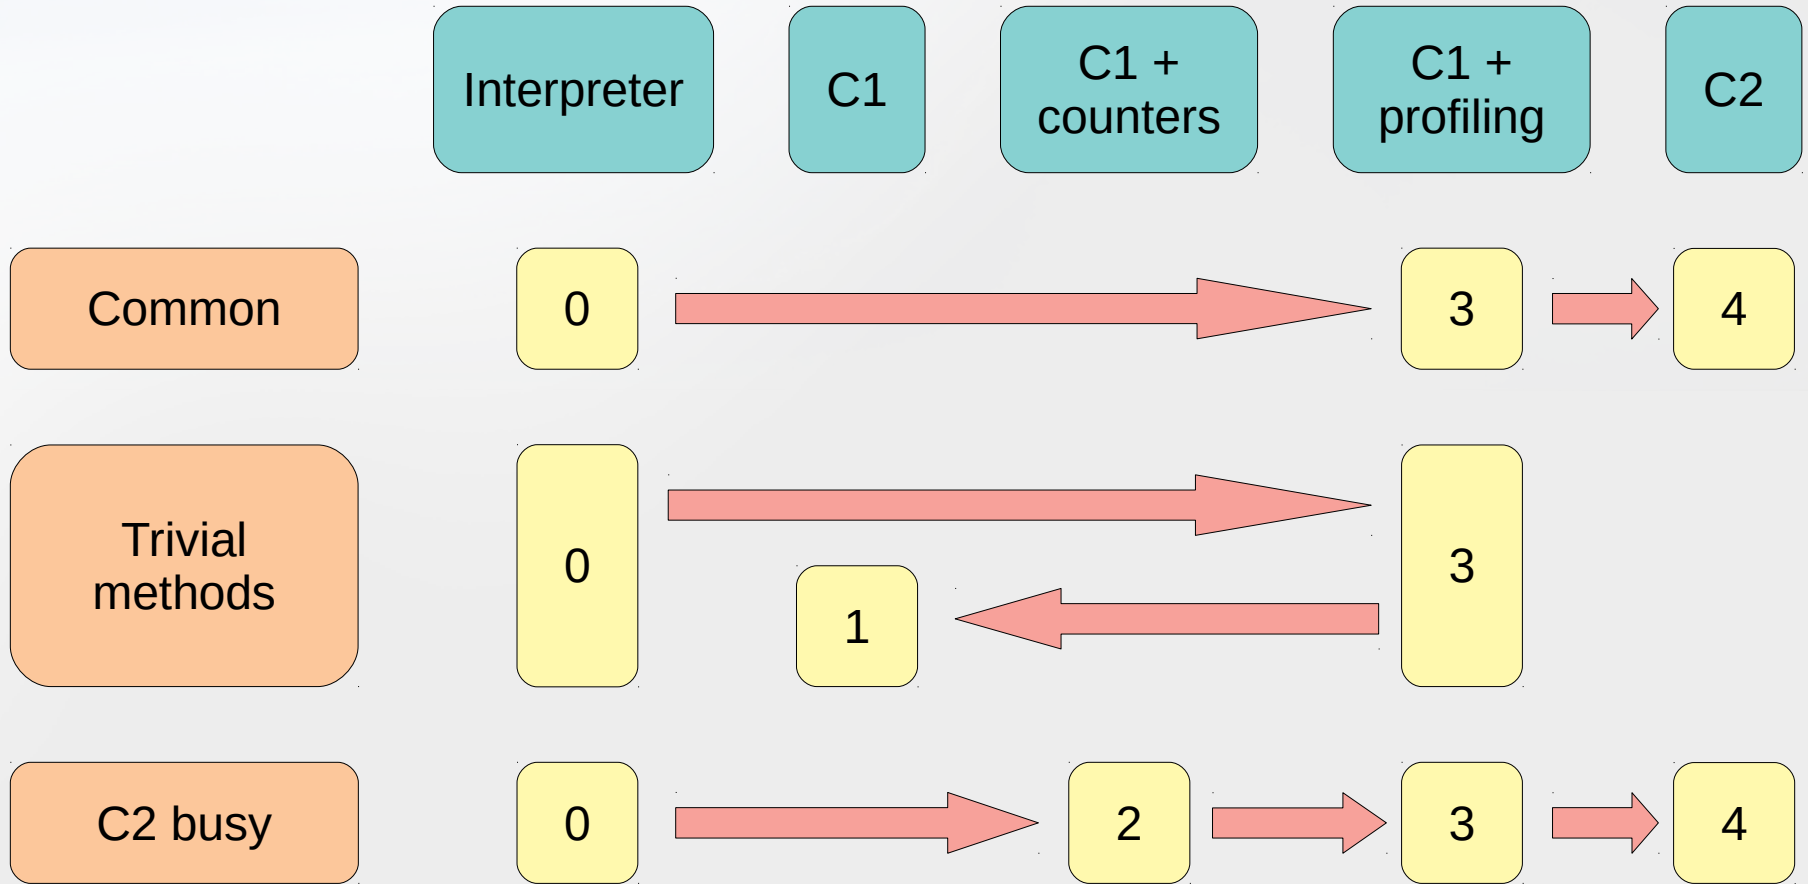 Interpreter
C1
C1 +
counters
C1 +
profiling
C2
Common
0
3
4
Trivial
methods
0
1
3
C2 busy
0
2
3
4